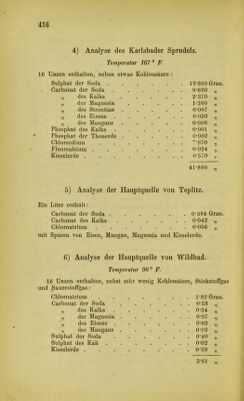 416
4) Analyse des Karlsbader Sprudels.
Temperatur 167° F.
16 Unzen enthalten, neben etwas Kohlensäure:
Sulphat der Soda . . . . . . 19·860 Gran.
Carbonat der Soda . . . . . . 9·690 „
„ des Kalks . . . . . . 2·370 „
„ der Magnesia . . . . . . 1·360 „
„ des Strontian . . . . . . 0·007 „
„ des Eisens . . . . . . 0·020 „
„ des Mangans . . . . . . 0·006 „
Phosphat des Kalks . . . . . . 0·001 „
Phosphat der Thonerde . . . . . . 0·002 „
Chlorsodium . . . . . . 7·970 „
Fluorcalcium . . . . . . 0·024 „
Kieselerde . . . . . . 0·570 „
41·880 „
5) Analyse der Hauptquelle von Teplitz.
Ein Liter enthält:
Carbonat der Soda . . . . . . 0·384 Gran.
Carbonat des Kalks . . . . . . 0·042 „
Chlornatrium . . . . . . 0·056 „
mit Spuren von Eisen, Mangan, Magnesia und Kieselerde.
6) Analyse der Hauptquelle von Wildbad.
Temperatur 98° F.
16 Unzen enthalten, nebst sehr wenig Kohlensäure, Stickstoffgas
und Sauerstoffgas:
Chlornatrium . . . . . . 1·82 Gran.
Carbonat der Soda . . . . . . 0·53 „
„ des Kalks . . . . . . 0·34 „
„ der Magnesia . . . . . . 0·07 „
„ des Eisens . . . . . . 0·02 „
„ des Mangans . . . . . . 0·02 „
Sulphat der Soda . . . . . . 0·40 „
Sulphat des Kali . . . . . . 0·02 „
Kieselerde . . . . . . 0·39 „
3·61 „